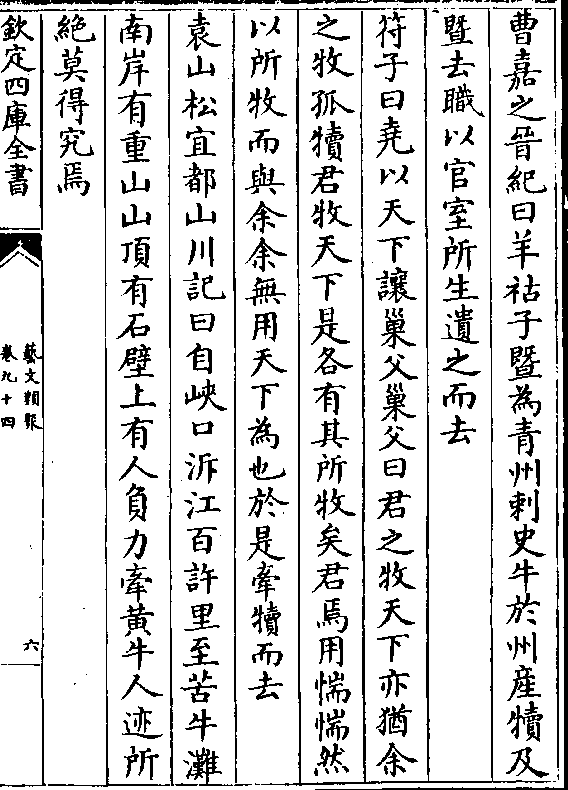 曹嘉之晉紀曰羊祜子暨為青州刺史牛於州產犢及
暨去職以官室所生遺之而去
符子曰堯以天下讓巢父巢父曰君之牧天下亦猶余
之牧孤犢君牧天下是各有其所牧矣君焉用惴惴然
以所牧而與余余無用天下為也於是牽犢而去
袁山松宜都山川記曰自峽口泝江百許里至苦牛灘
南岸有重山山頂有石壁上有人負力牽黃牛人迹所
絶莫得究焉
欽定四庫全書
藝文類聚
卷九十四
六